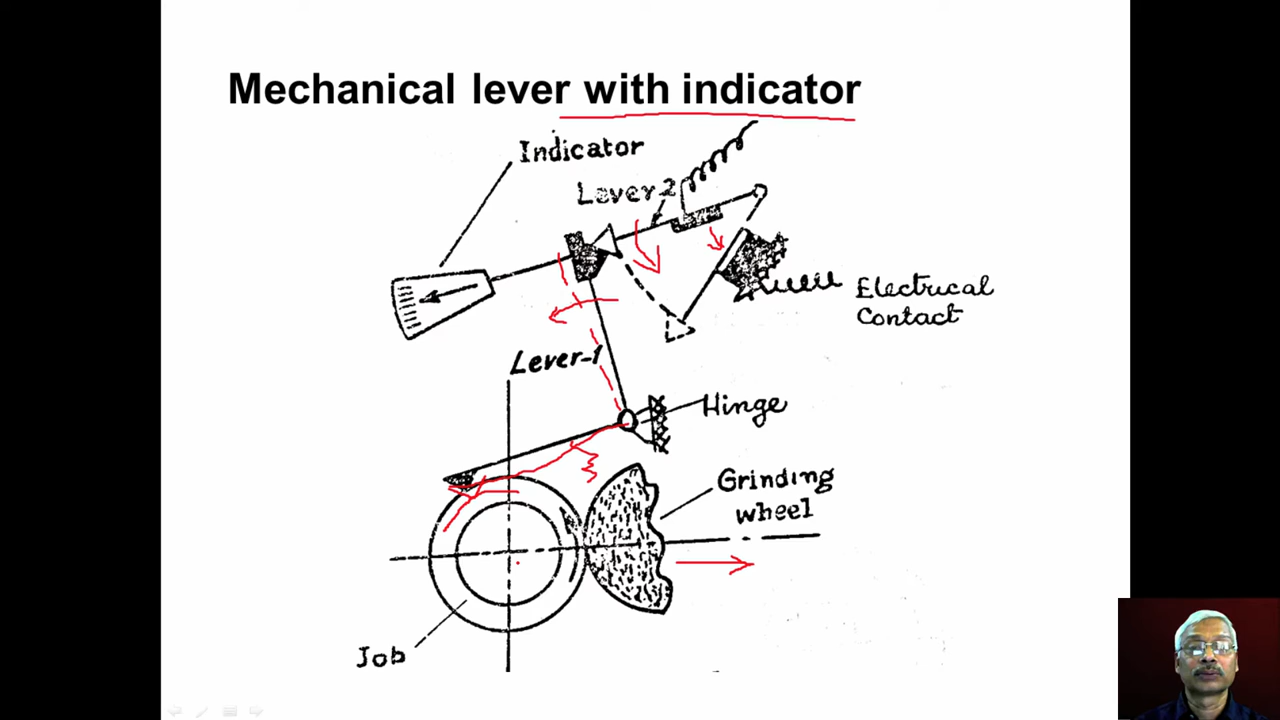 Mechanical lever with indicator
Indicator
Lever 2
Electrical
Contact
Lever-1
Hinge
Grinding
wheel
Job